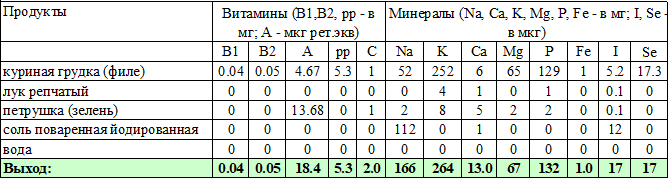 Продукты Витамины (В1,В2, рр - в мг; А - мкг рет.экв) Минералы (Na, Ca, K, Mg, P, Fe - в мг; I, Se - в мкг)
В1 В2 А рр С Na K Ca Mg P Fe I Se
куриная грудка (филе) 0.04 0.05 4.67 5.3 1 52 252 6 65 129 1 5.2 17.3
лук репчатый 0 0 0 0 0 0 4 1 0 1 0 0.1 0
петрушка (зелень) 0 0 13.68 0 1 2 8 5 2 2 0 0.1 0
соль поваренная йодированная 0 0 0 0 0 112 0 1 0 0 0 12 0
вода 0 0 0 0 0 0 0 0 0 0 0 0 0
Выход: 0.04 0.05 18.4 5.3 2.0 166 264 13.0 67 132 1.0 17 17